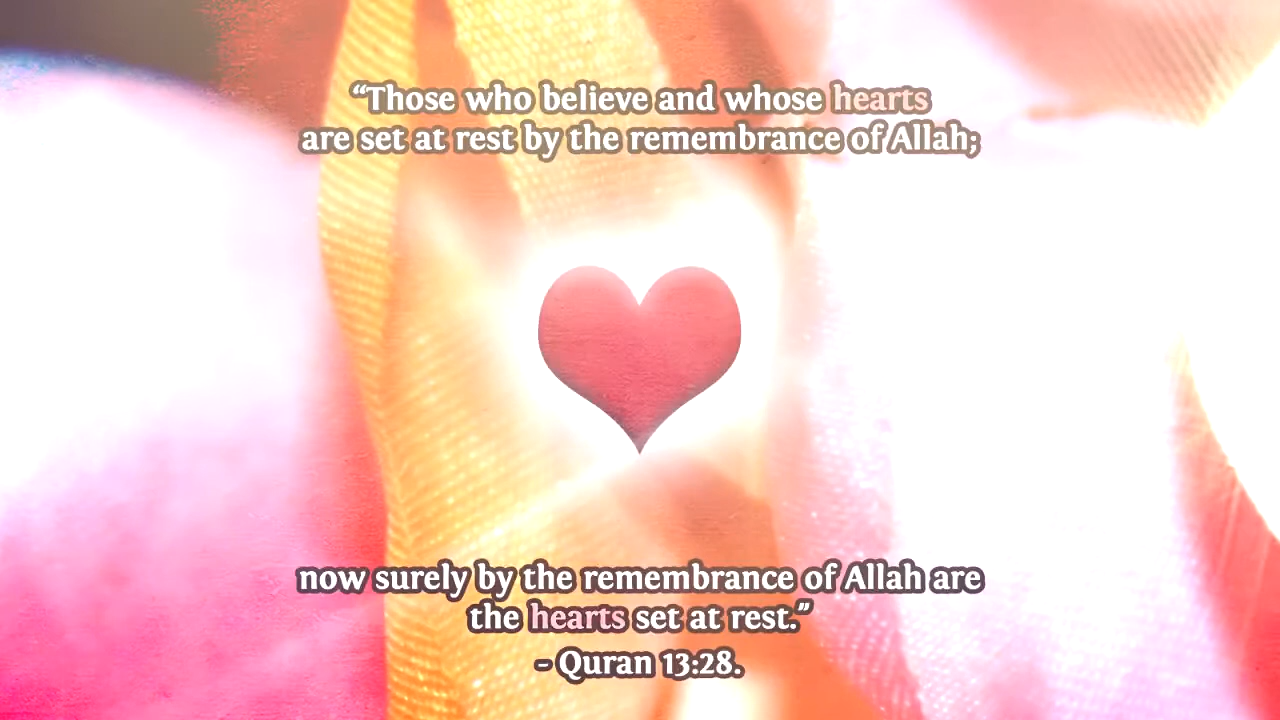 “Those who believe and whose hearts
are set at rest by the remembrance of Allah;
now surely by the remembrance of Allah are
the hearts set at rest.”
- Quran 13:28.